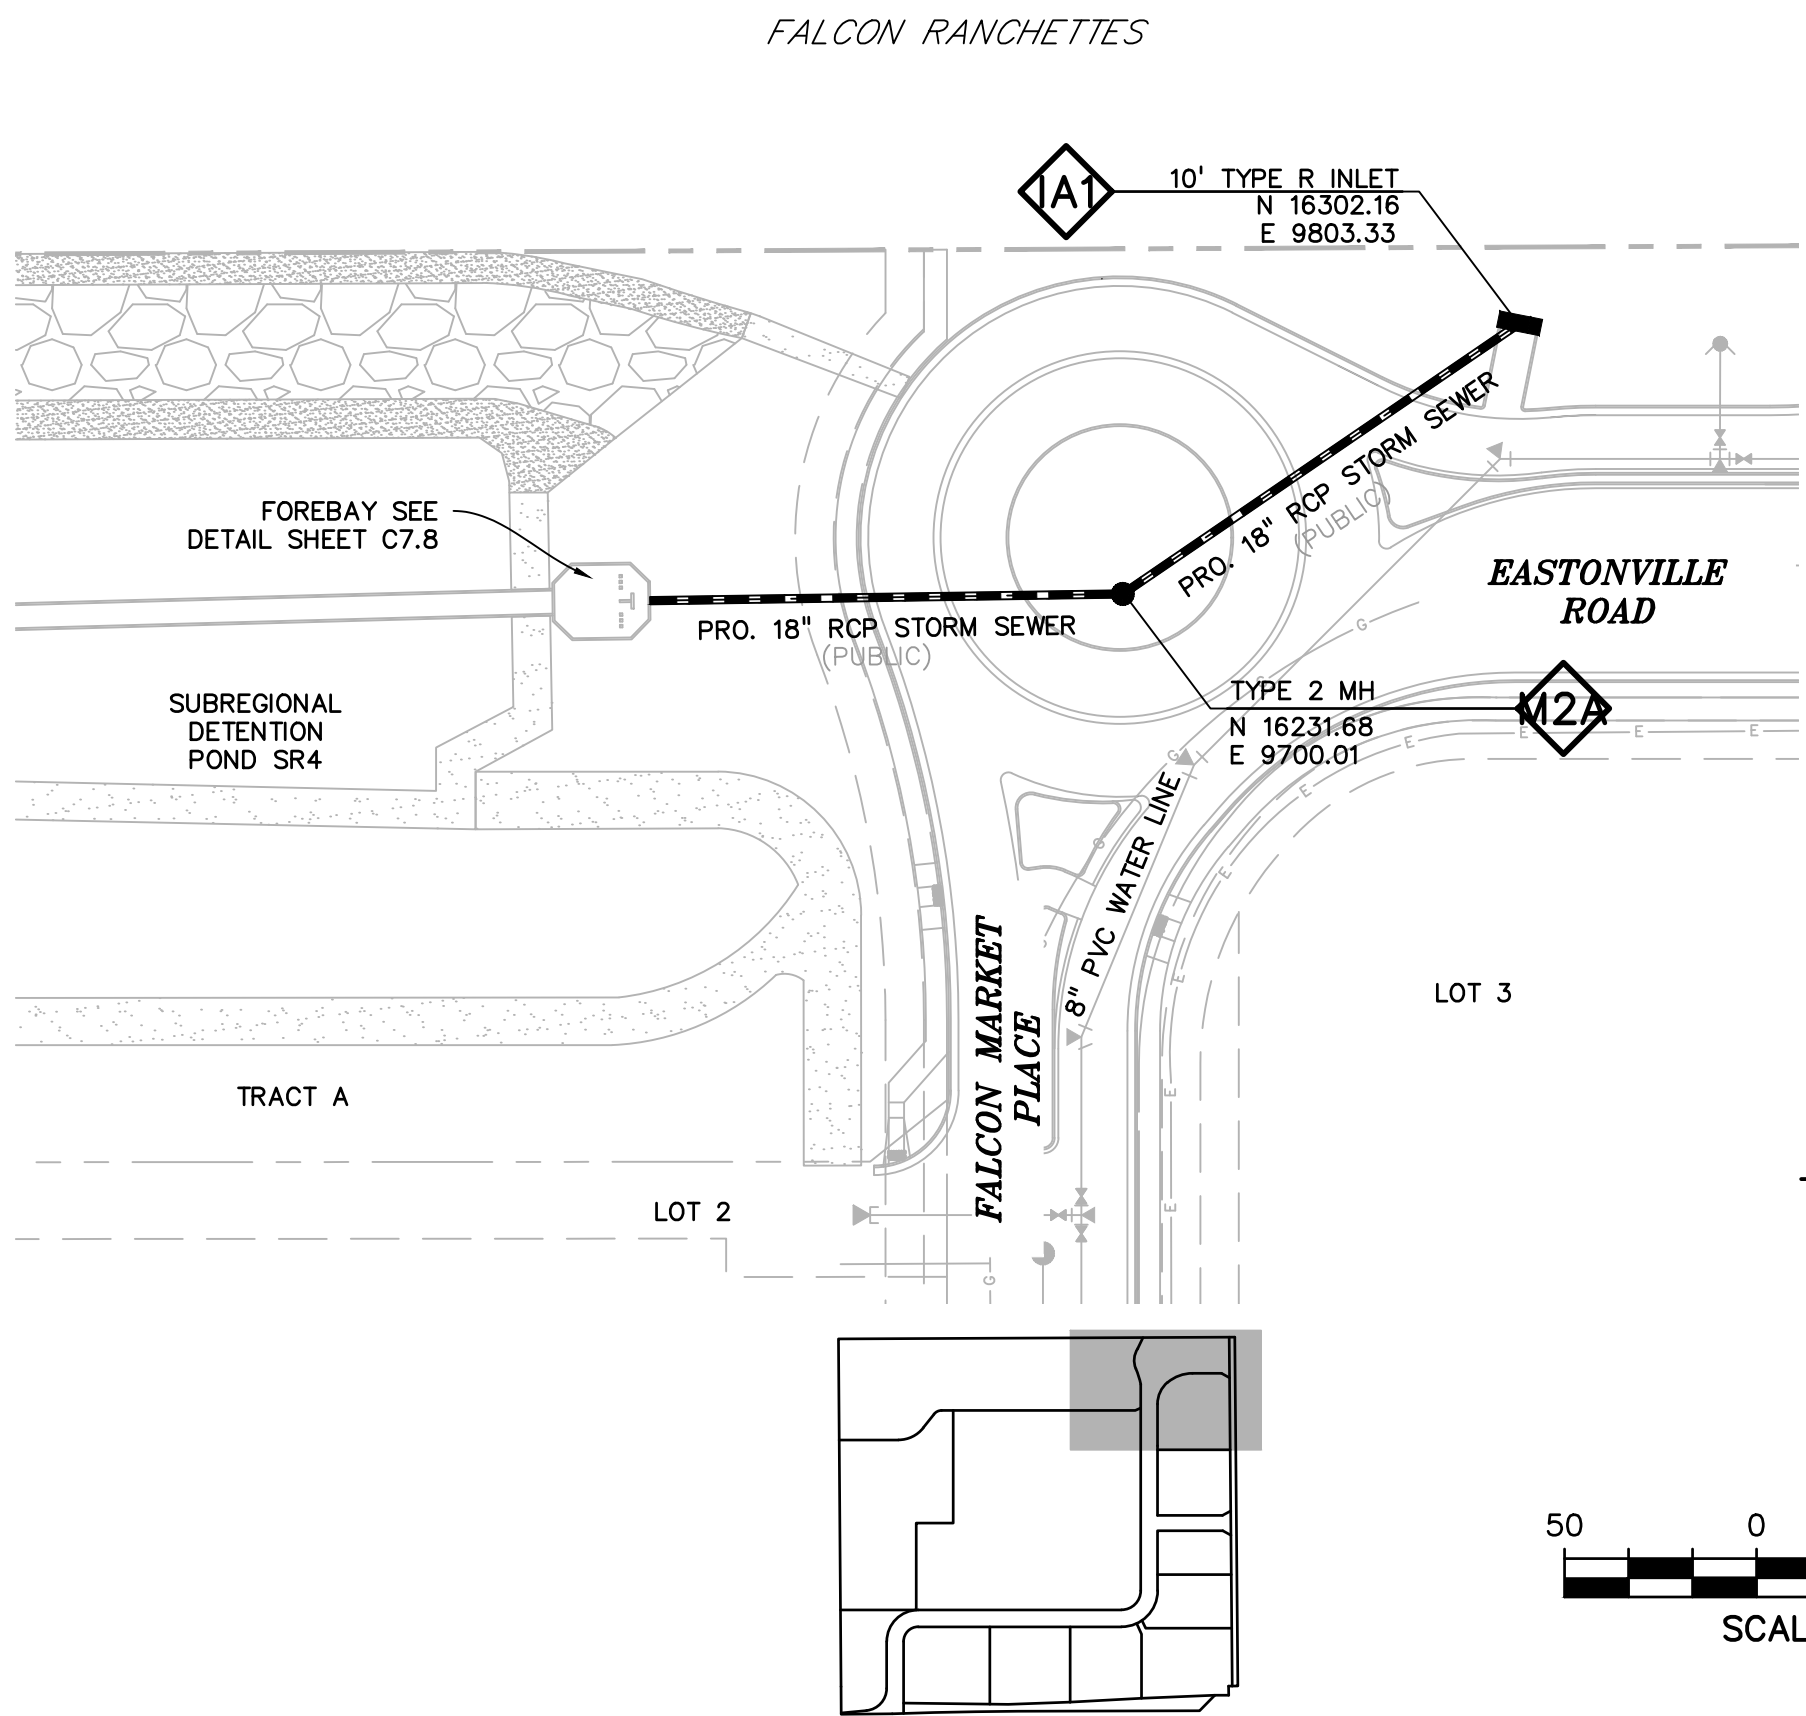 FALCON RANCHETTES
IA1
10' TYPE R INLET
N 16302.16
E 9803.33
FOREBAY SEE
DETAIL SHEET C7.8
PRO. 18" RCP STORM SEWER
(PUBLIC)
PRO. 18" RCP STORM SEWER
(PUBLIC)
EASTONVILLE
ROAD
G
G
G
G
G
SUBREGIONAL
DETENTION
POND SR4
TYPE 2 MH
N 16231.68
E 9700.01
M2A
E
E
E
E
E
E
E
E
E
8" PVC WATER LINE
FALCON MARKET
PLACE
LOT 3
TRACT A
LOT 2
G
50
0
SCAL